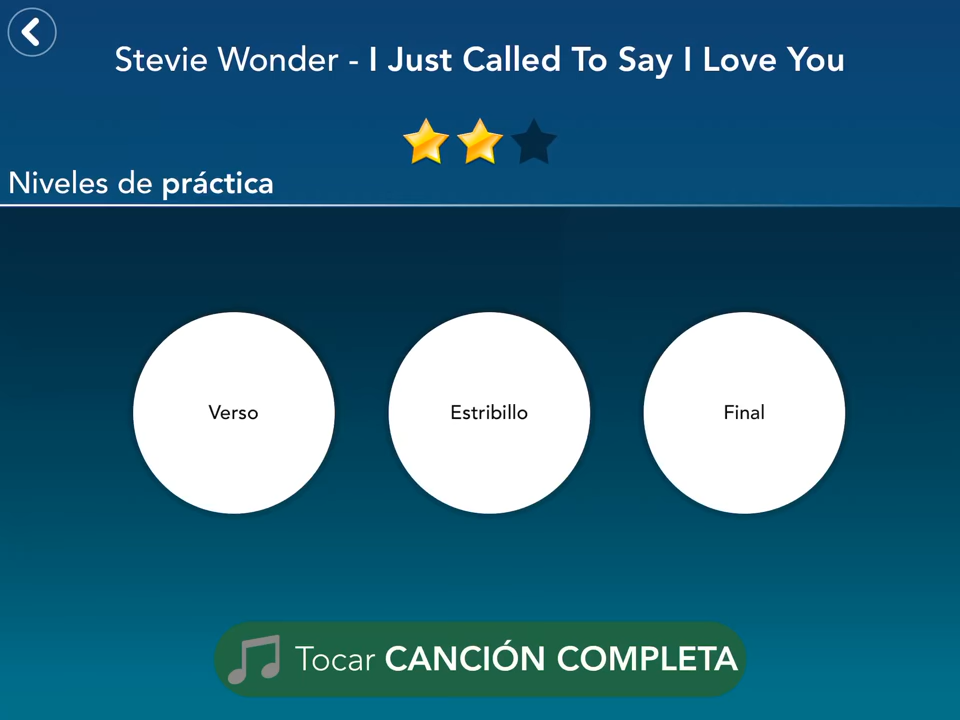 Stevie Wonder - I Just Called To Say I Love You
Niveles de práctica
Verso
Estribillo
Final
Tocar CANCIÓN COMPLETA